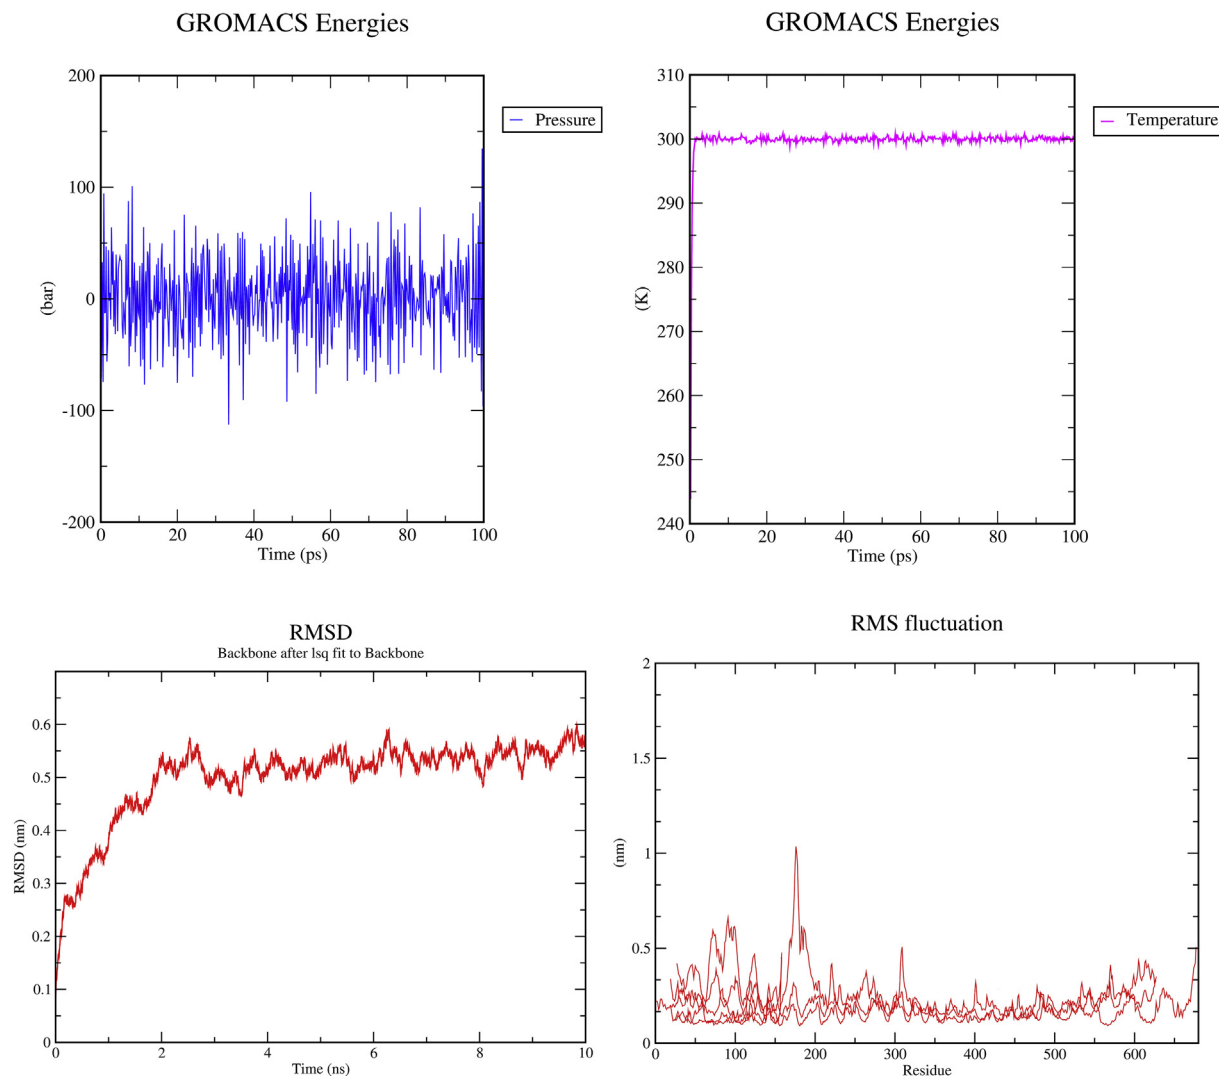 GROMACS Energies
200
100
0
-100
-200
(bar)
0 20 40 60 80 100
Time (ps)
Pressure
GROMACS Energies
310
300
290
280
270
260
250
240
(K)
0 20 40 60 80 100
Time (ps)
Temperature
RMSD
Backbone after lsq fit to Backbone
0.6
0.5
0.4
0.3
0.2
0.1
0
RMSD (nm)
0 2 4 6 8 10
Time (ns)
RMS fluctuation
2
1.5
1
0.5
0
(nm)
0 100 200 300 400 500 600
Residue